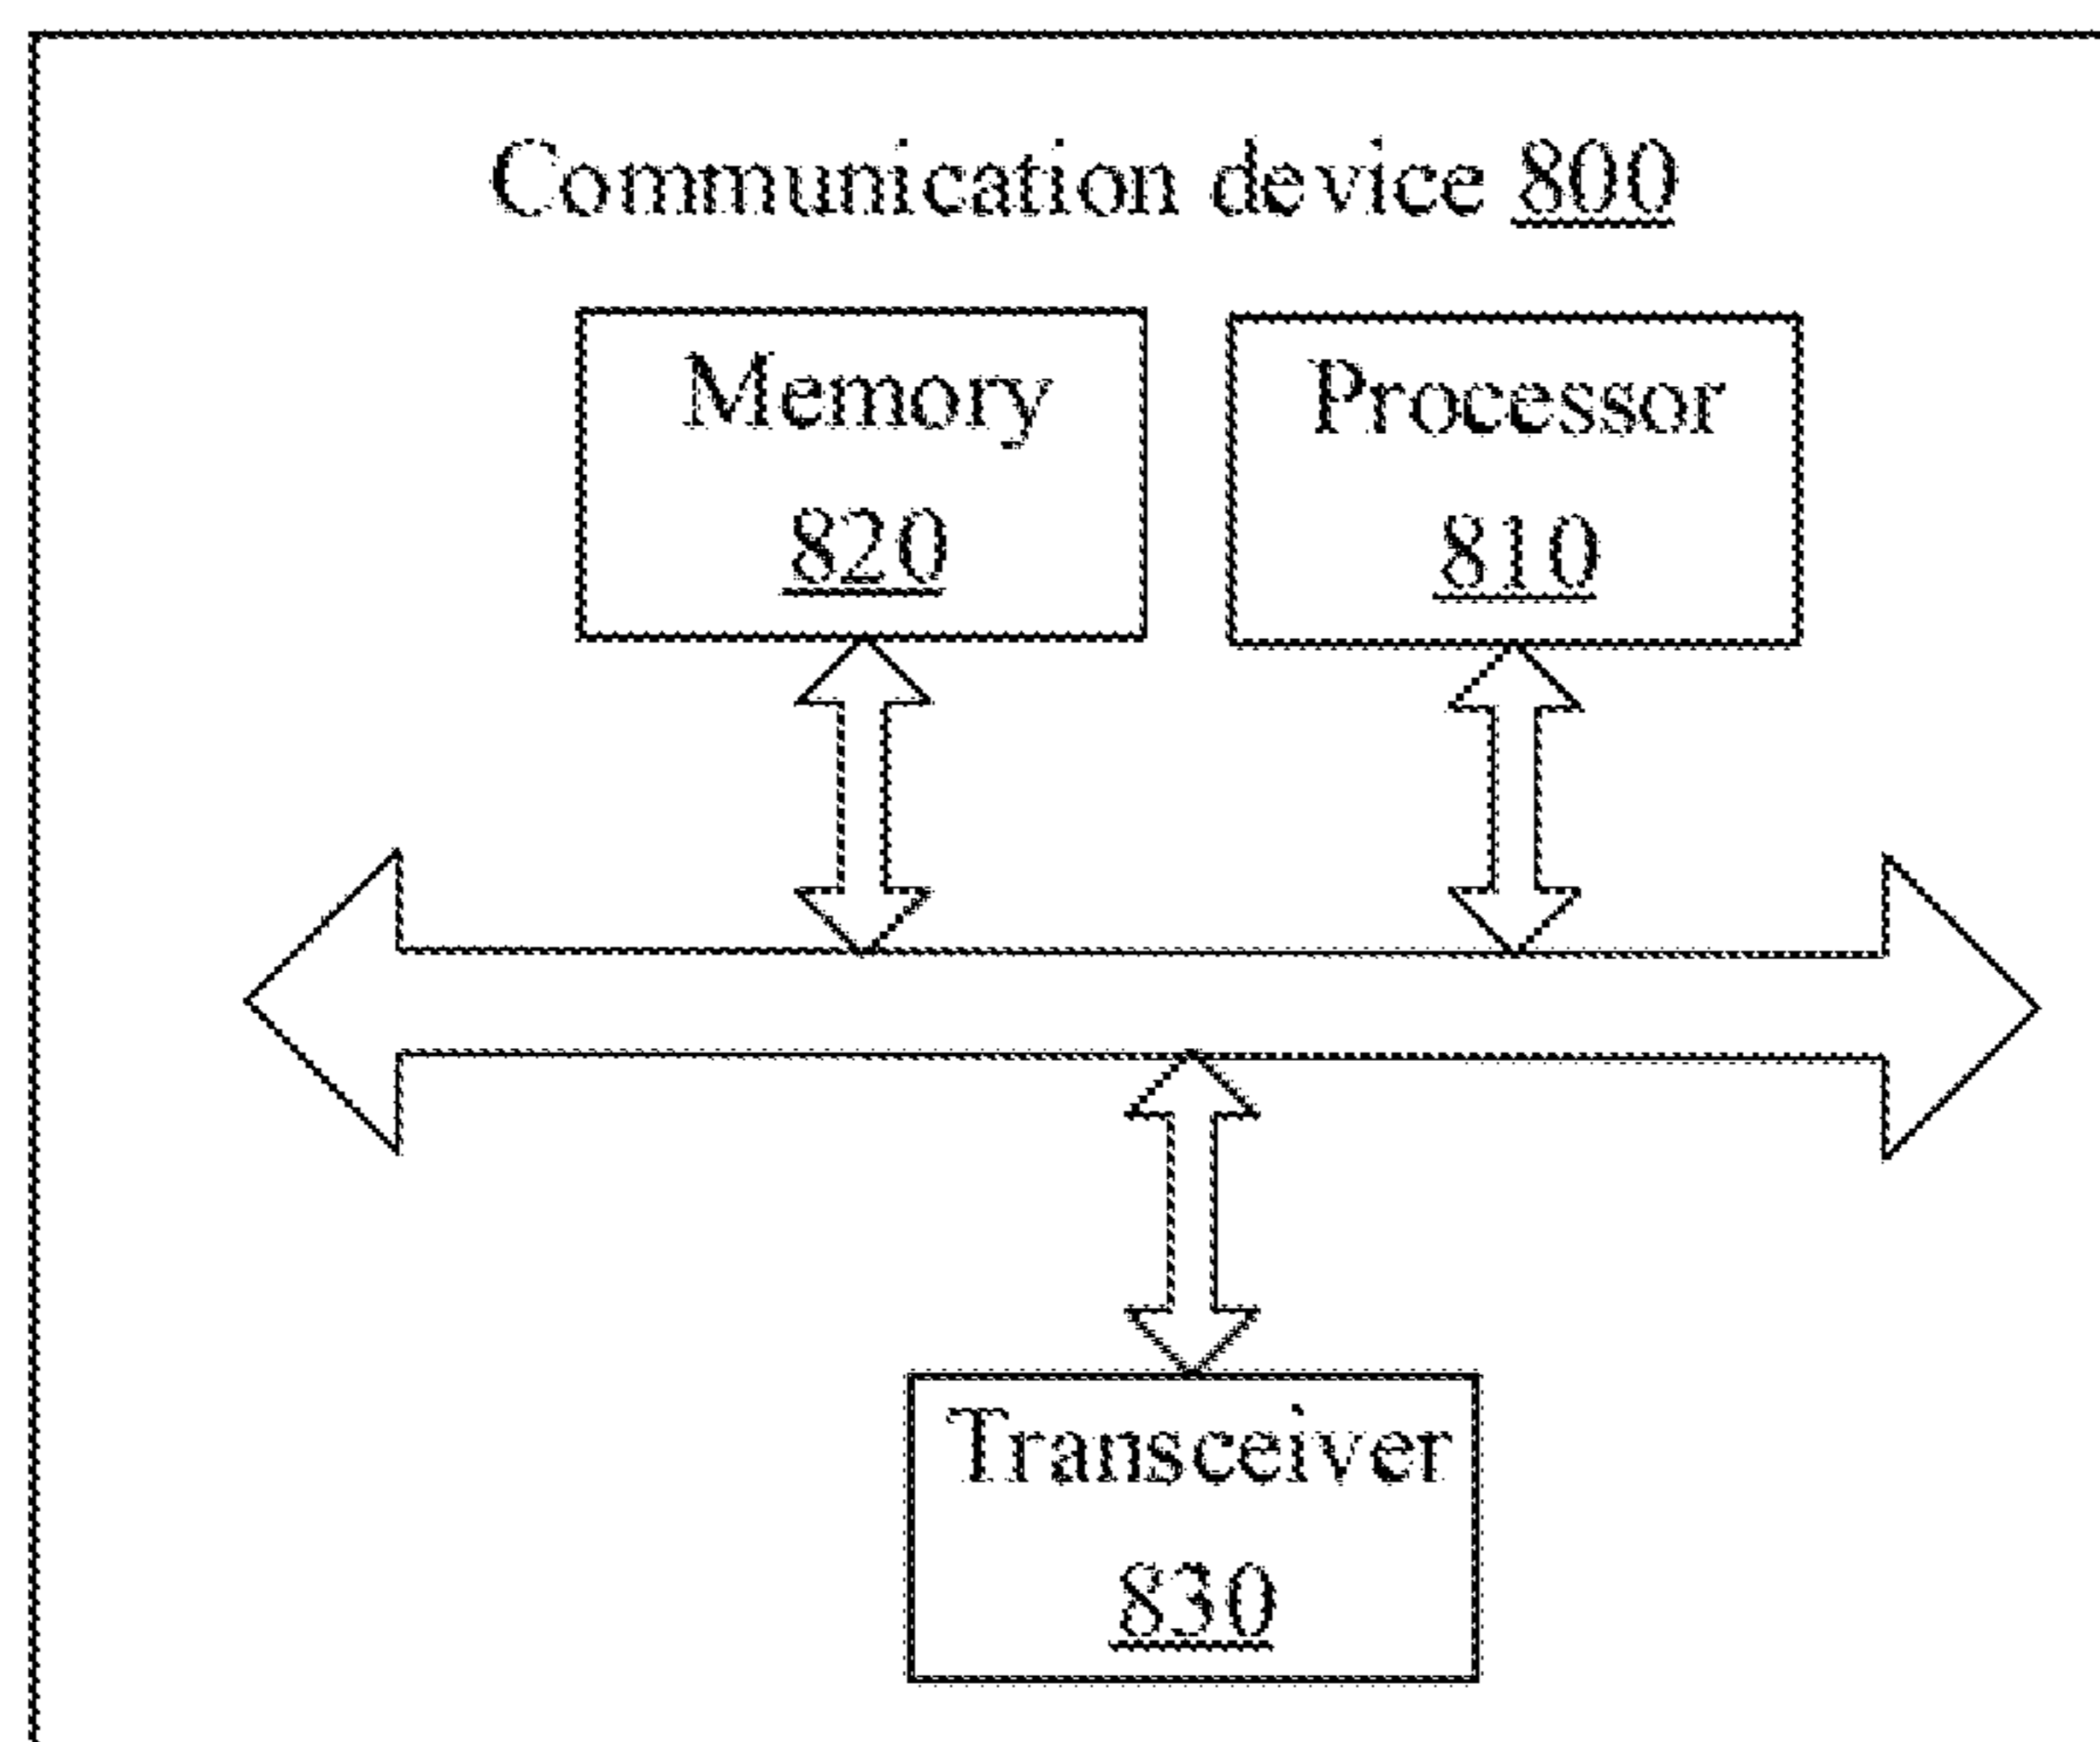 Communication device 800
Memory
820
Processor
810
Transceiver
830